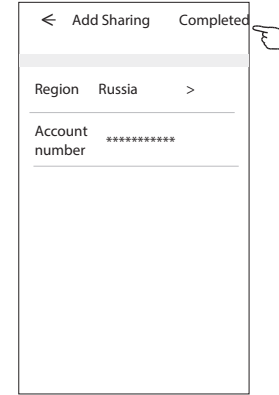 ← Add Sharing Completed
Region Russia >
Account
number ***********